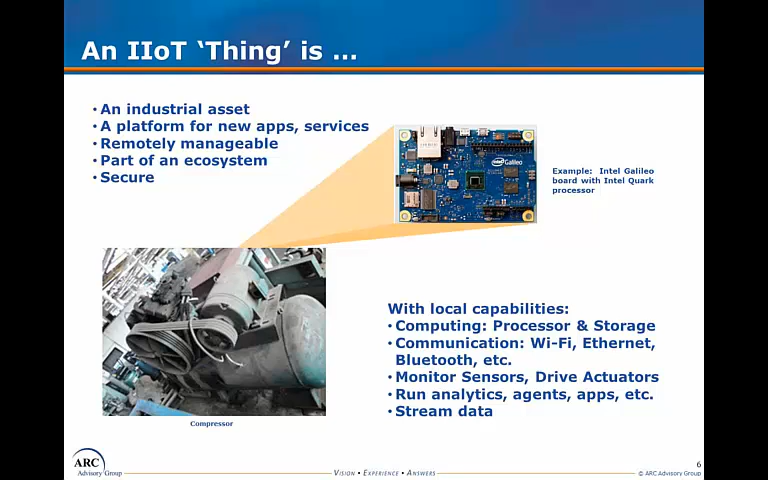 An IIoT ‘Thing’ is …
• An industrial asset
• A platform for new apps, services
• Remotely manageable
• Part of an ecosystem
• Secure
intel Galileo
Example: Intel Galileo
board with Intel Quark
processor
Compressor
With local capabilities:
• Computing: Processor & Storage
• Communication: Wi-Fi, Ethernet,
Bluetooth, etc.
• Monitor Sensors, Drive Actuators
• Run analytics, agents, apps, etc.
• Stream data
ARC
Advisory Group
VISION • EXPERIENCE • ANSWERS
6
© ARC Advisory Group